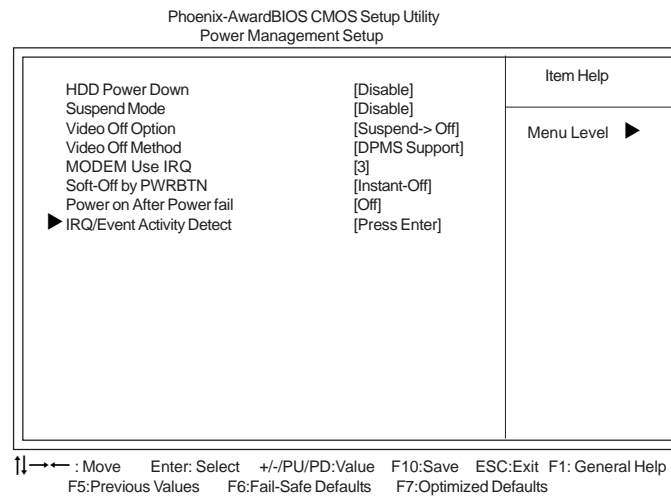 Phoenix-AwardBIOS CMOS Setup Utility
Power Management Setup
HDD Power Down [Disable]
Suspend Mode [Disable]
Video Off Option [Suspend-> Off]
Video Off Method [DPMS Support]
MODEM Use IRQ [3]
Soft-Off by PWRBTN [Instant-Off]
Power on After Power fail [Off]
▶ IRQ/Event Activity Detect [Press Enter]
Item Help
Menu Level ▶
↑↓→← : Move Enter: Select +/-/PU/PD:Value F10:Save ESC:Exit F1: General Help
F5:Previous Values F6:Fail-Safe Defaults F7:Optimized Defaults